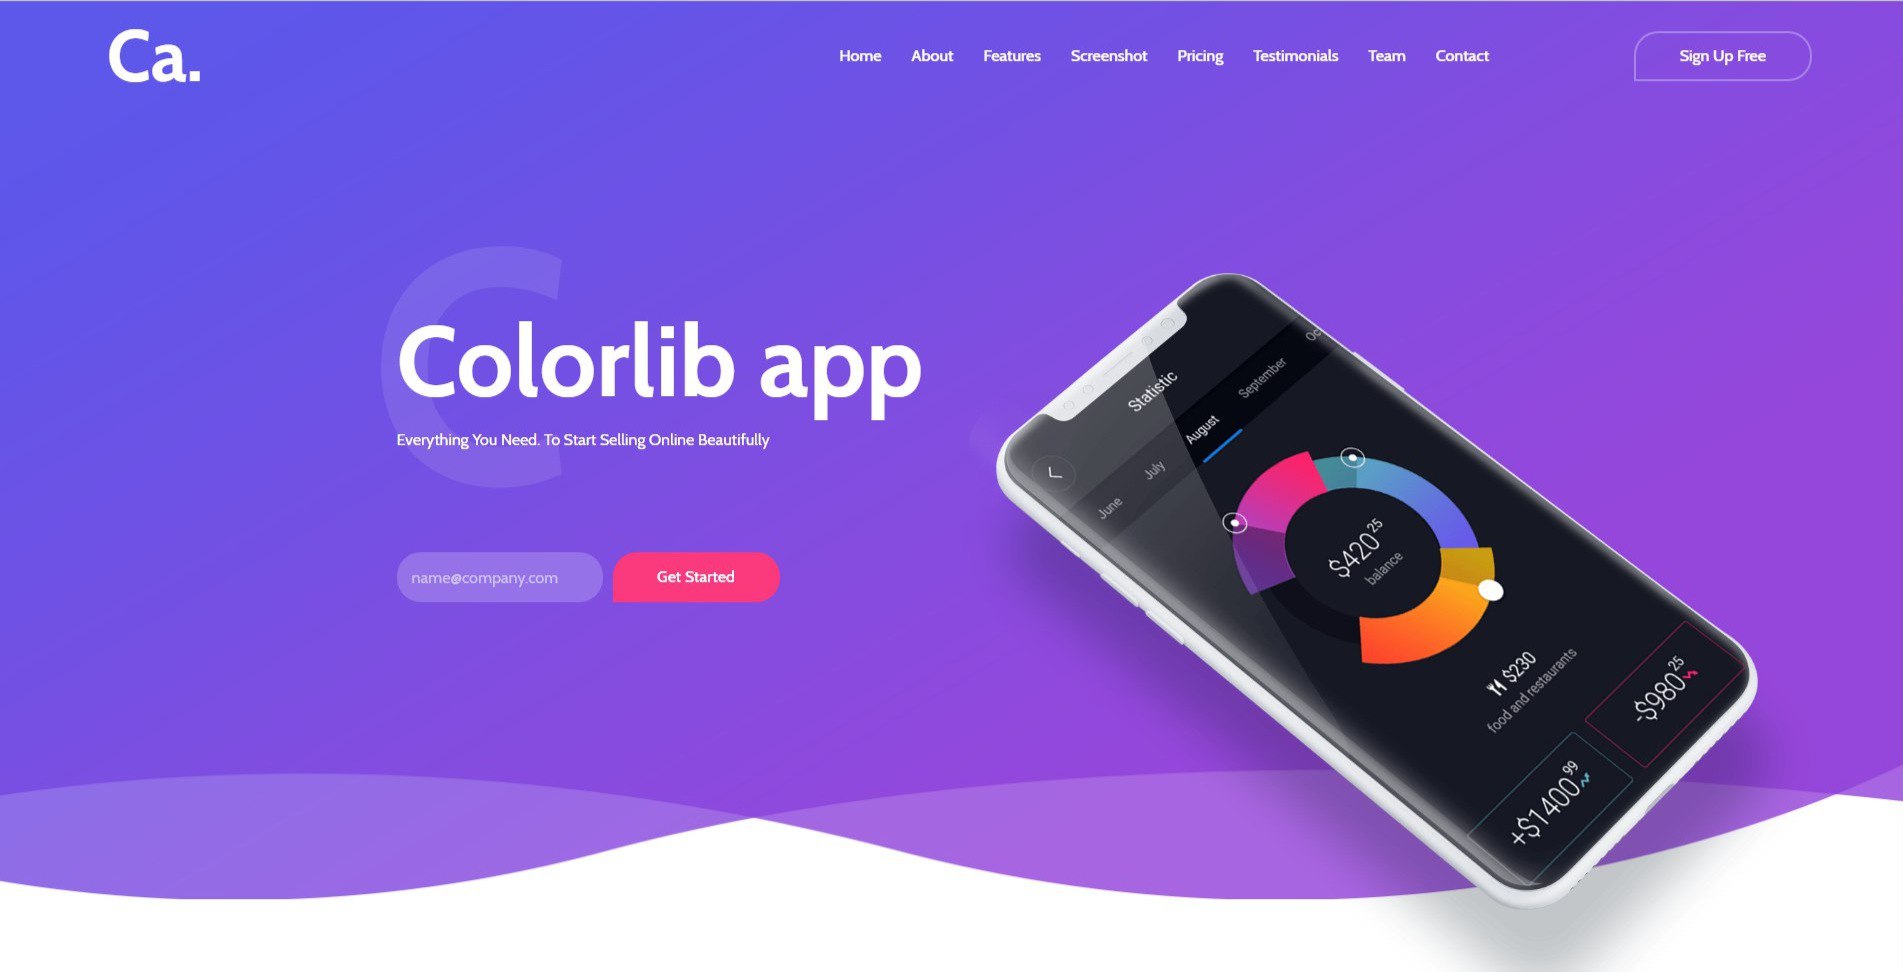 Ca.
Home About Features Screenshot Pricing Testimonials Team Contact
Sign Up Free
C
Colorlib app
Everything You Need. To Start Selling Online Beautifully
name@company.com
Get Started
Statistic
June July August September Oc
$420 25
balance
$230
food and restaurants
+$1400 99
-$980 25